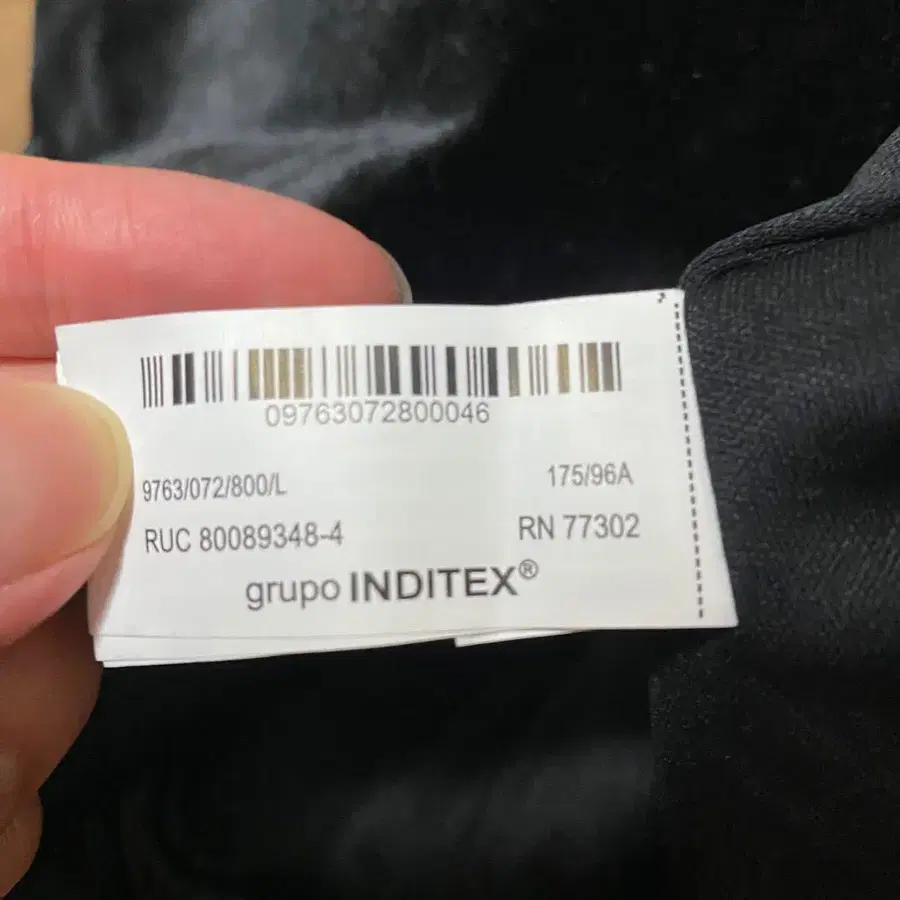 09763072800046
9763/072/800/L
175/96A
RUC 80089348-4
RN 77302
grupo INDITEX®